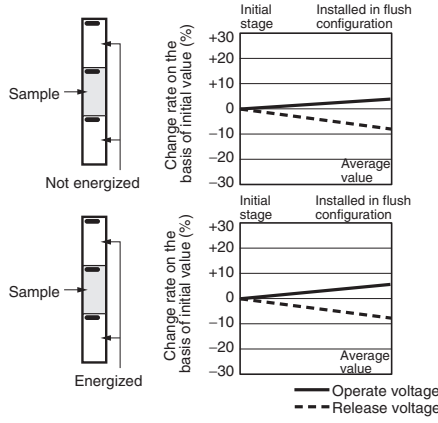 Initial
stage
Installed in flush
configuration
Change rate on the
basis of initial value (%)
+30
+20
+10
0
−10
−20
−30
Average
value
Sample
Not energized
Initial
stage
Installed in flush
configuration
Change rate on the
basis of initial value (%)
+30
+20
+10
0
−10
−20
−30
Average
value
Sample
Energized
Operate voltage
Release voltage